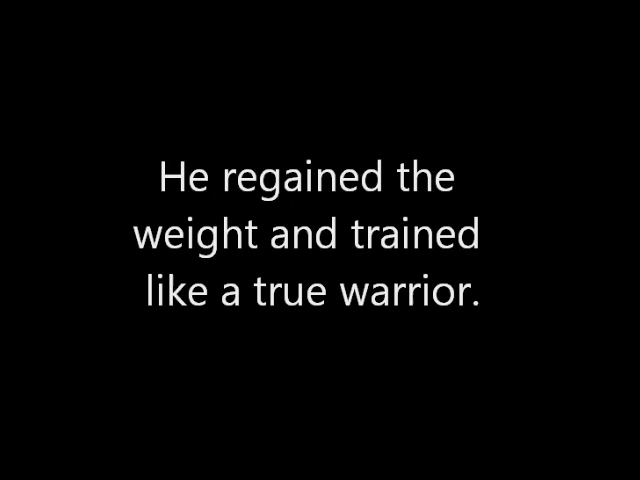 He regained the
weight and trained
like a true warrior.